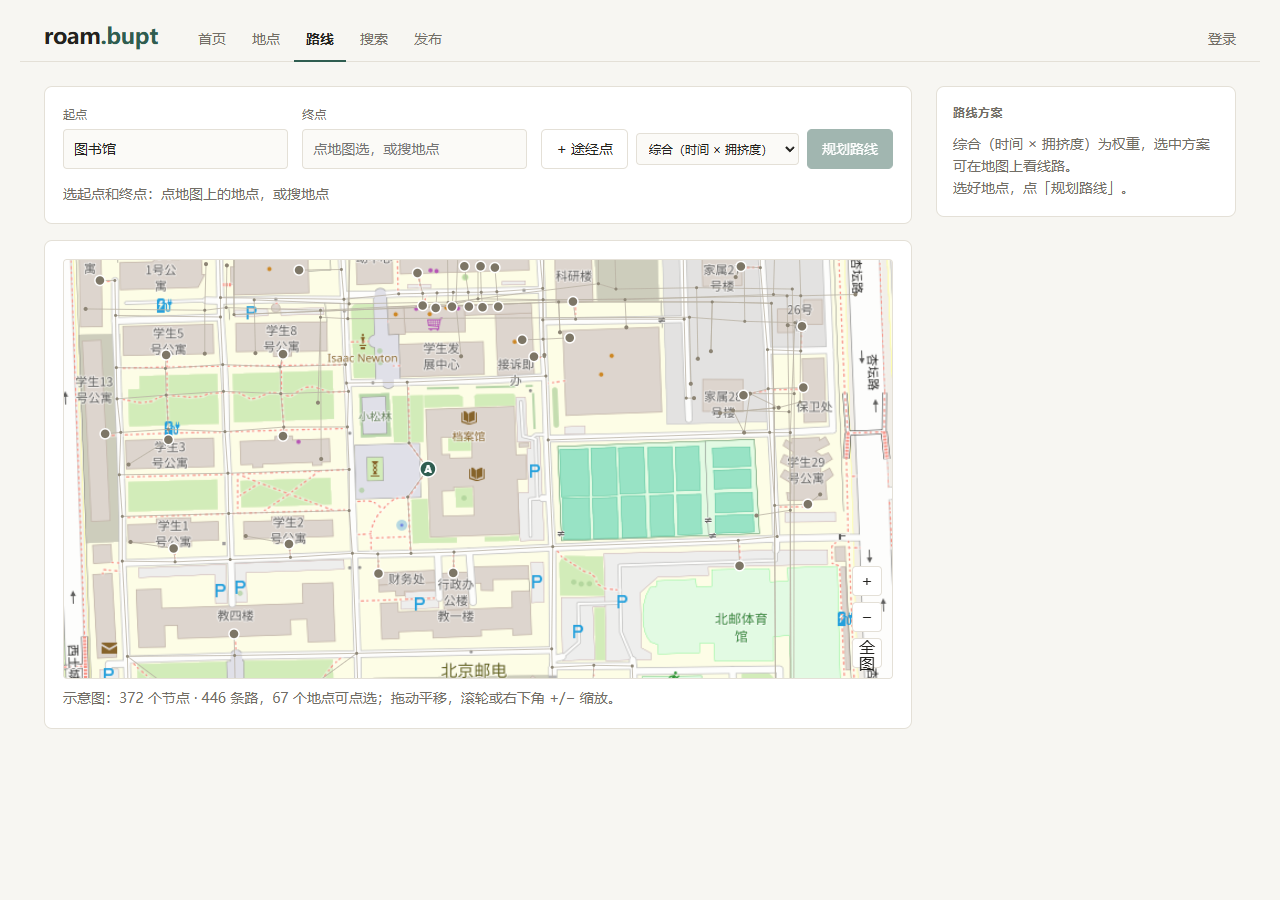 roam.bupt
首页
地点
路线
搜索
发布
登录
起点
终点
图书馆
点地图选，或搜地点
+ 途经点
综合（时间 × 拥挤度）
规划路线
选起点和终点：点地图上的地点，或搜地点
路线方案
综合（时间 × 拥挤度）为权重，选中方案
可在地图上看线路。
选好地点，点「规划路线」。
寓
1号公
寓
科研楼
家属2
号楼
杏坛路
26号
学生5
号公寓
学生8
号公寓
P
Isaac Newton
学生发
展中心
接诉即
办
杏坛路
学生13
号公寓
小松林
档案馆
家属28
号楼
保卫处
学生3
号公寓
A
P
学生29
号公寓
学生1
号公寓
学生2
号公寓
财务处
行政办
公楼
教一楼
P
P
P
P
P
P
教四楼
北邮体育
馆
+
−
全
图
西土城
P
北京邮电
示意图：372 个节点 · 446 条路，67 个地点可点选；拖动平移，滚轮或右下角 +/− 缩放。